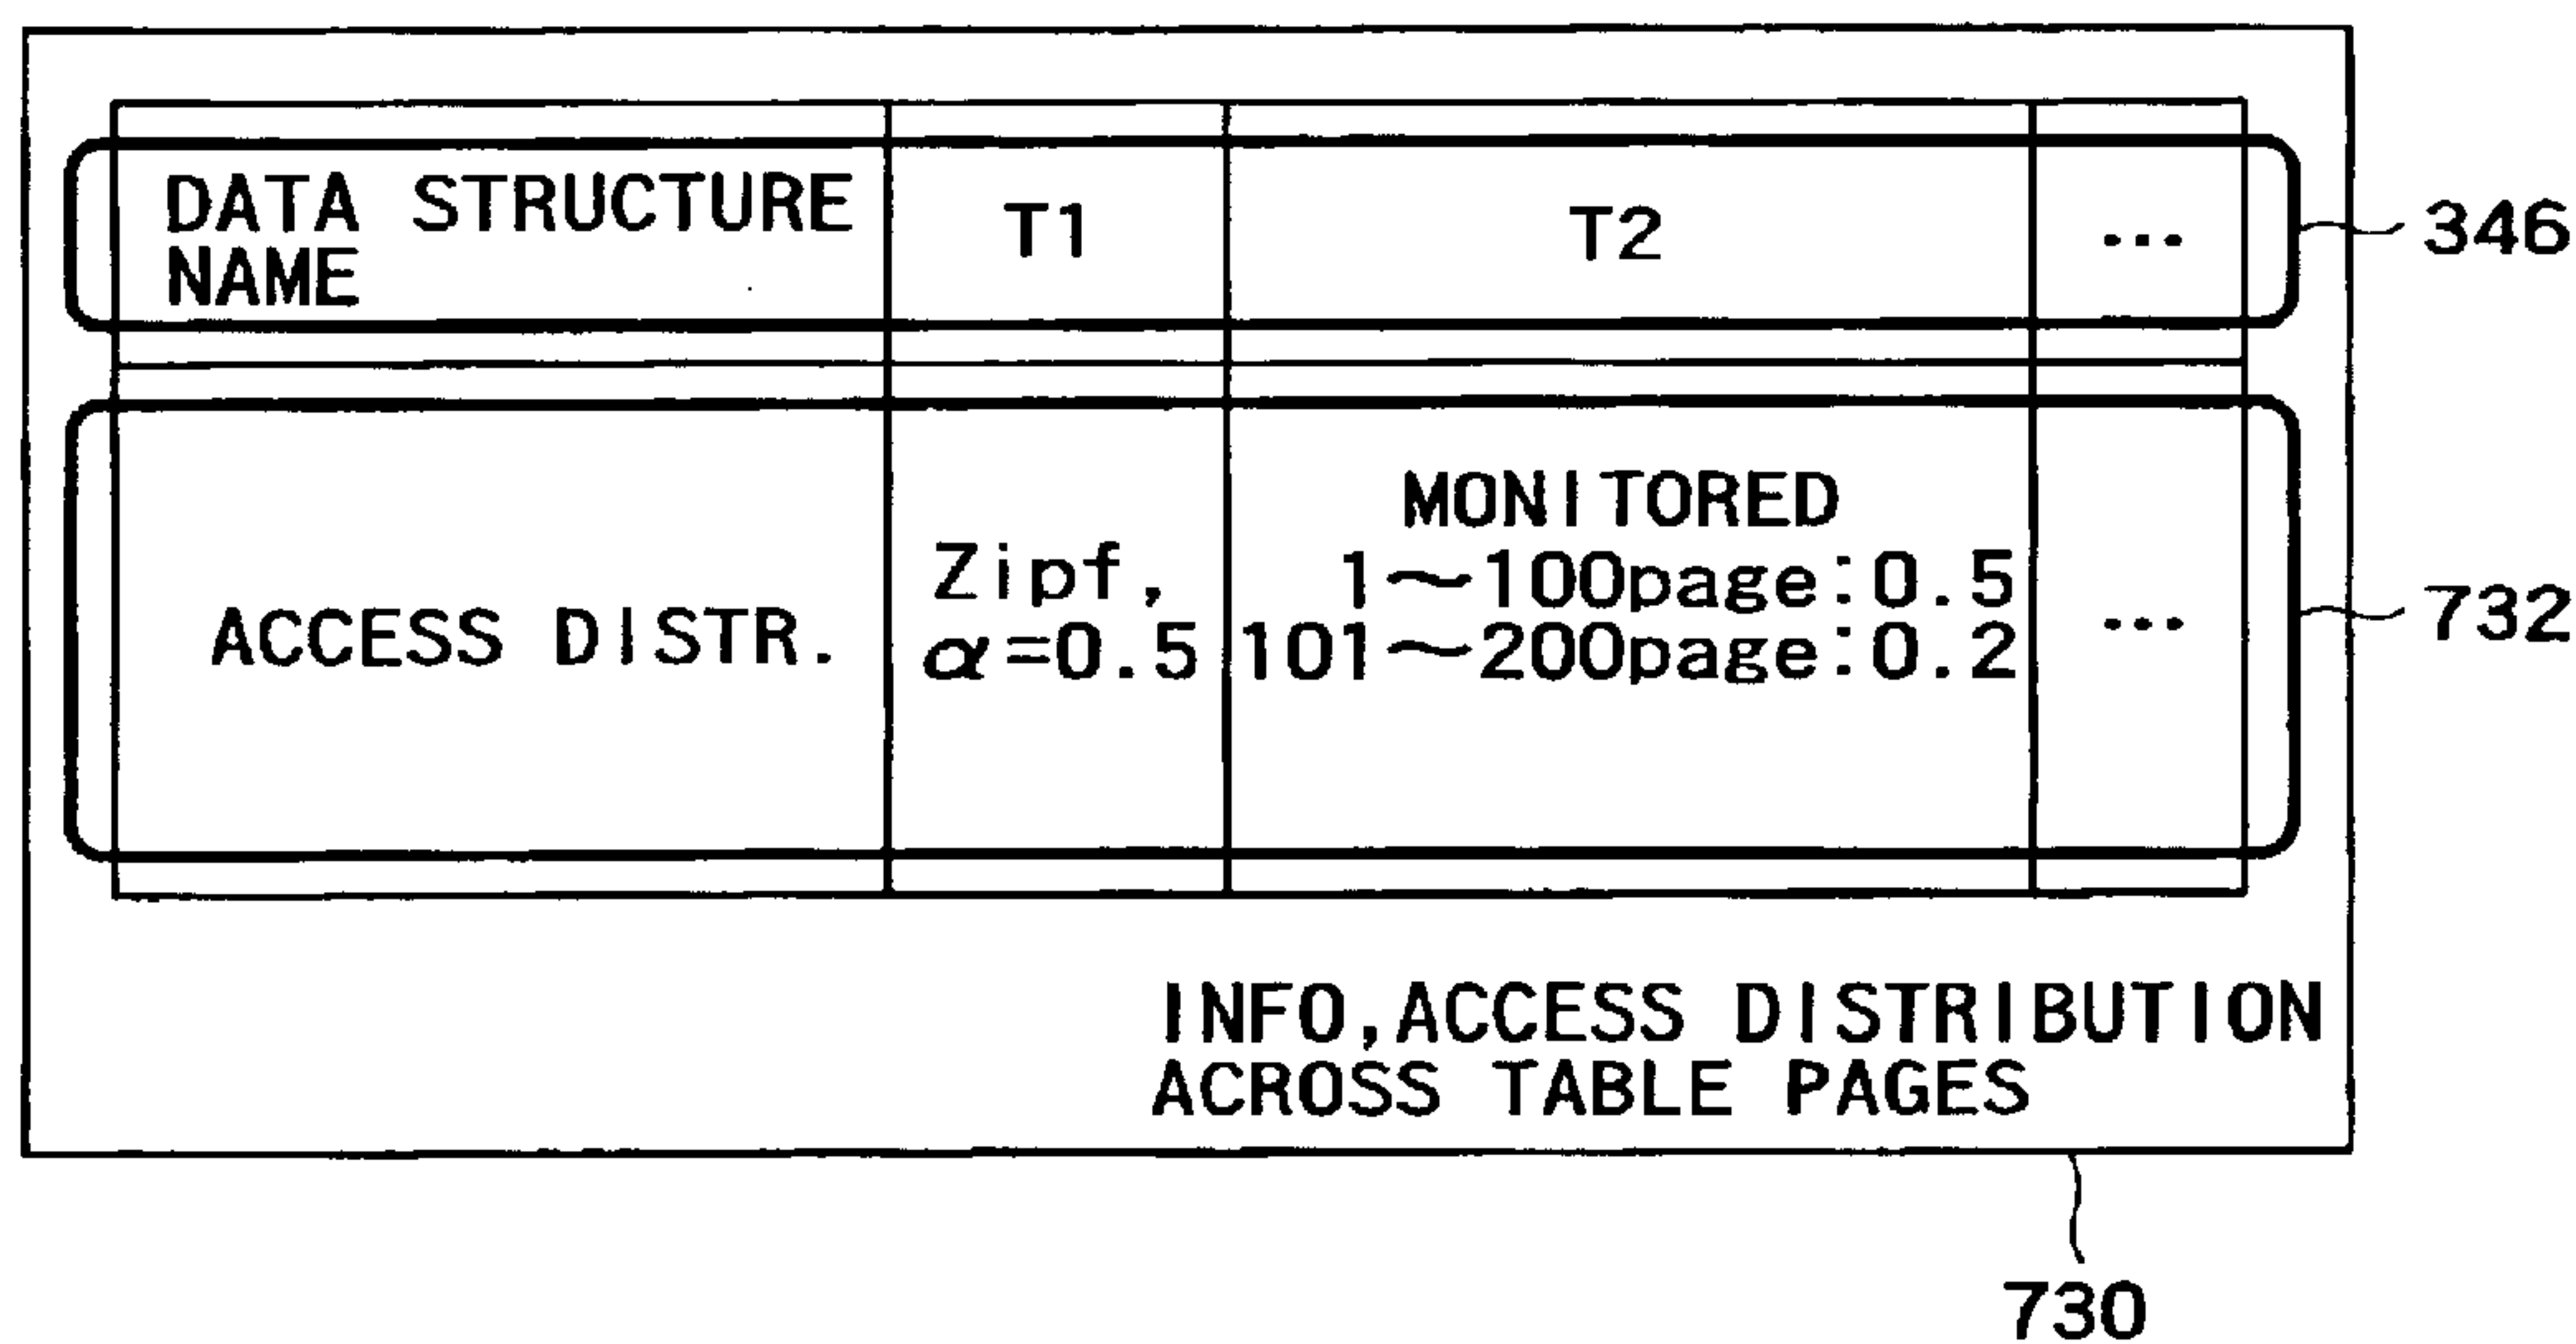 DATA STRUCTURE
NAME
T1
T2
...
346
ACCESS DISTR.
Zipf,
α=0.5
MONITORED
1~100page:0.5
101~200page:0.2
...
732
INFO,ACCESS DISTRIBUTION
ACROSS TABLE PAGES
730